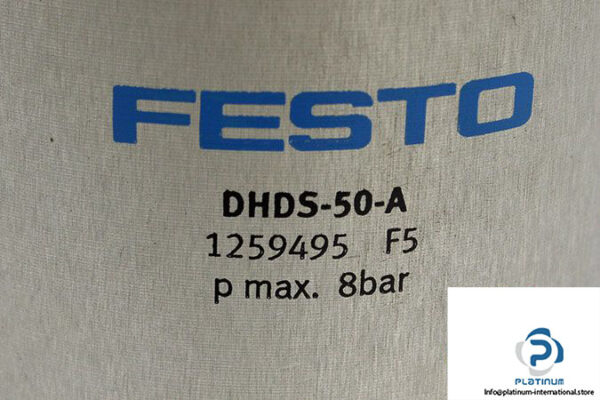 FESTO
DHDS-50-A
1259495 F5
p max. 8bar
P
PLATINUM
Info@platinum-international.store